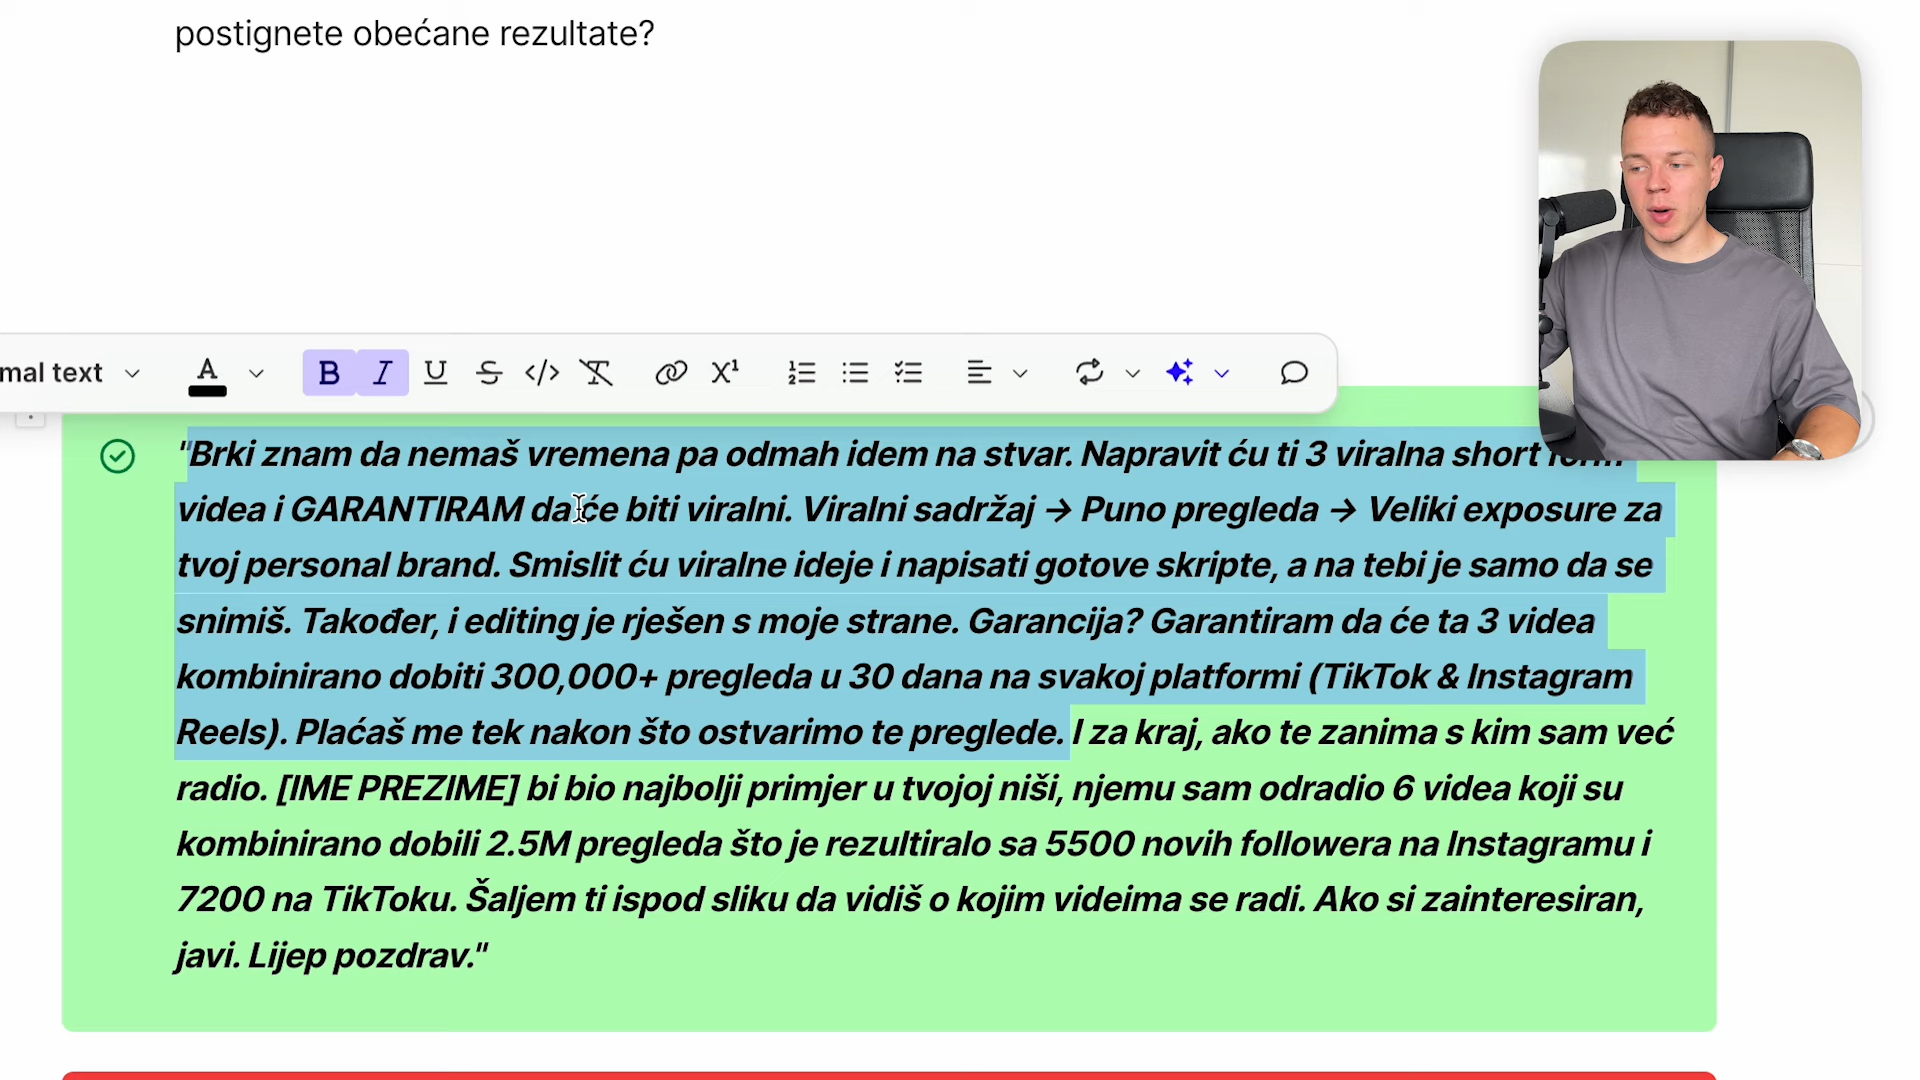 postignete obećane rezultate?
mal text
"Brki znam da nemaš vremena pa odmah idem na stvar. Napravit ću ti 3 viralna short form
videa i GARANTIRAM da će biti viralni. Viralni sadržaj → Puno pregleda → Veliki exposure za
tvoj personal brand. Smislit ću viralne ideje i napisati gotove skripte, a na tebi je samo da se
snimiš. Također, i editing je rješen s moje strane. Garancija? Garantiram da će ta 3 videa
kombinirano dobiti 300,000+ pregleda u 30 dana na svakoj platformi (TikTok & Instagram
Reels). Plaćaš me tek nakon što ostvarimo te preglede. I za kraj, ako te zanima s kim sam već
radio. [IME PREZIME] bi bio najbolji primjer u tvojoj niši, njemu sam odradio 6 videa koji su
kombinirano dobili 2.5M pregleda što je rezultiralo sa 5500 novih followera na Instagramu i
7200 na TikToku. Šaljem ti ispod sliku da vidiš o kojim videima se radi. Ako si zainteresiran,
javi. Lijep pozdrav."